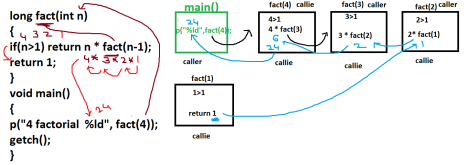 long fact(int n)
{ 4 3 2 1
if(n>1) return n * fact(n-1);
return 1; 4* 3* 2*1
}
void main()
{ 24
p("4 factorial %ld", fact(4));
getch();
}
main()
24
p("%ld",fact(4);
caller
fact(4) callie
4>1
4 * fact(3)
6
24
caller
fact(3) callie
3>1
3 * fact(2)
2
caller
fact(2)
callie
2>1
2* fact(1)
1
callie
fact(1)
1>1
return 1
callie